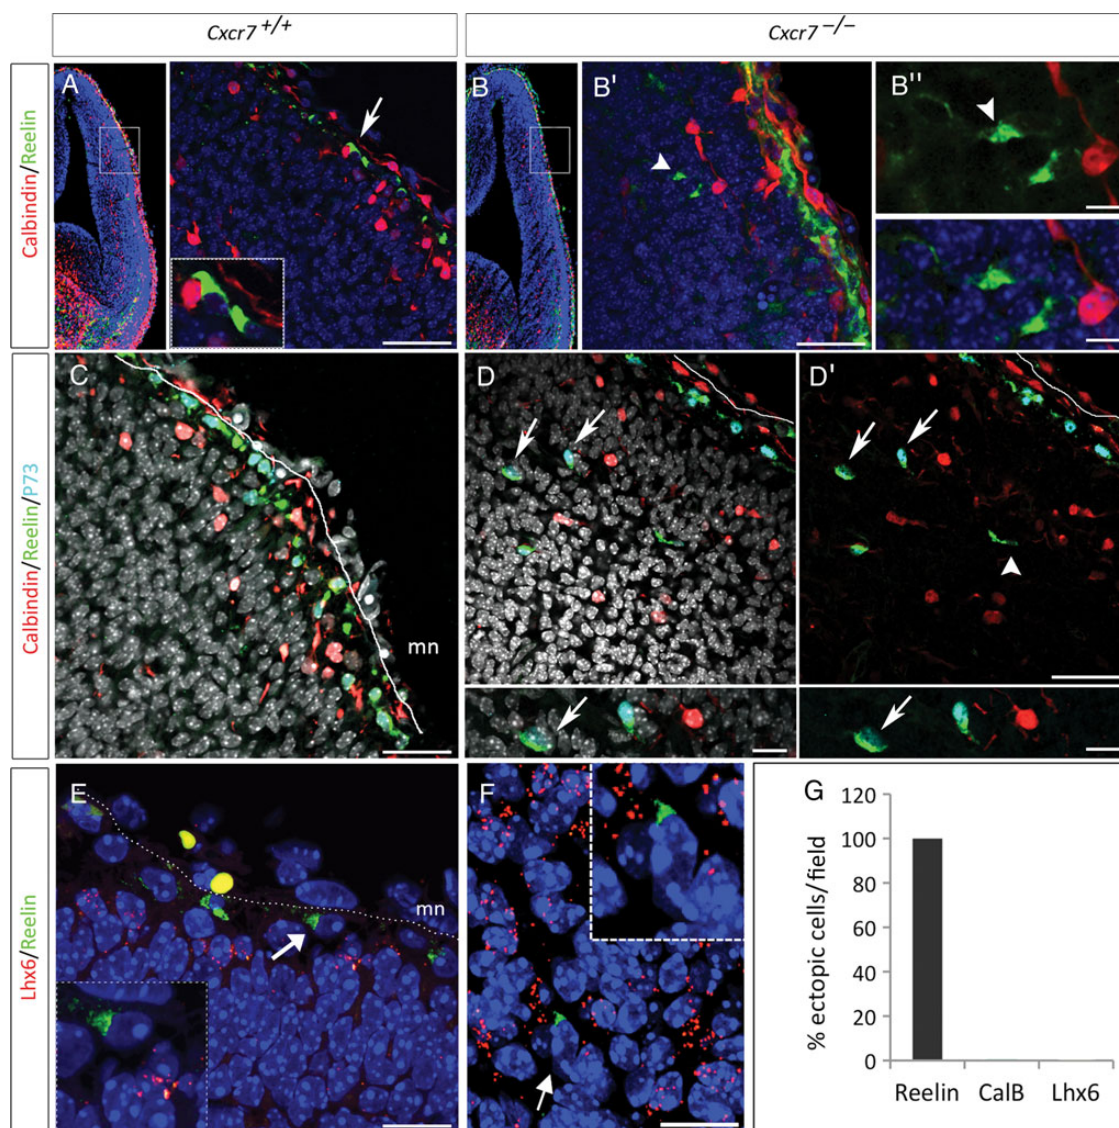 Cxcr7 +/+
Cxcr7 −/−
Calbindin/Reelin
A
B
B'
B''
Calbindin/Reelin/P73
C
mn
D
D'
Lhx6/Reelin
E
mn
F
G
% ectopic cells/field
120
100
80
60
40
20
0
Reelin CalB Lhx6